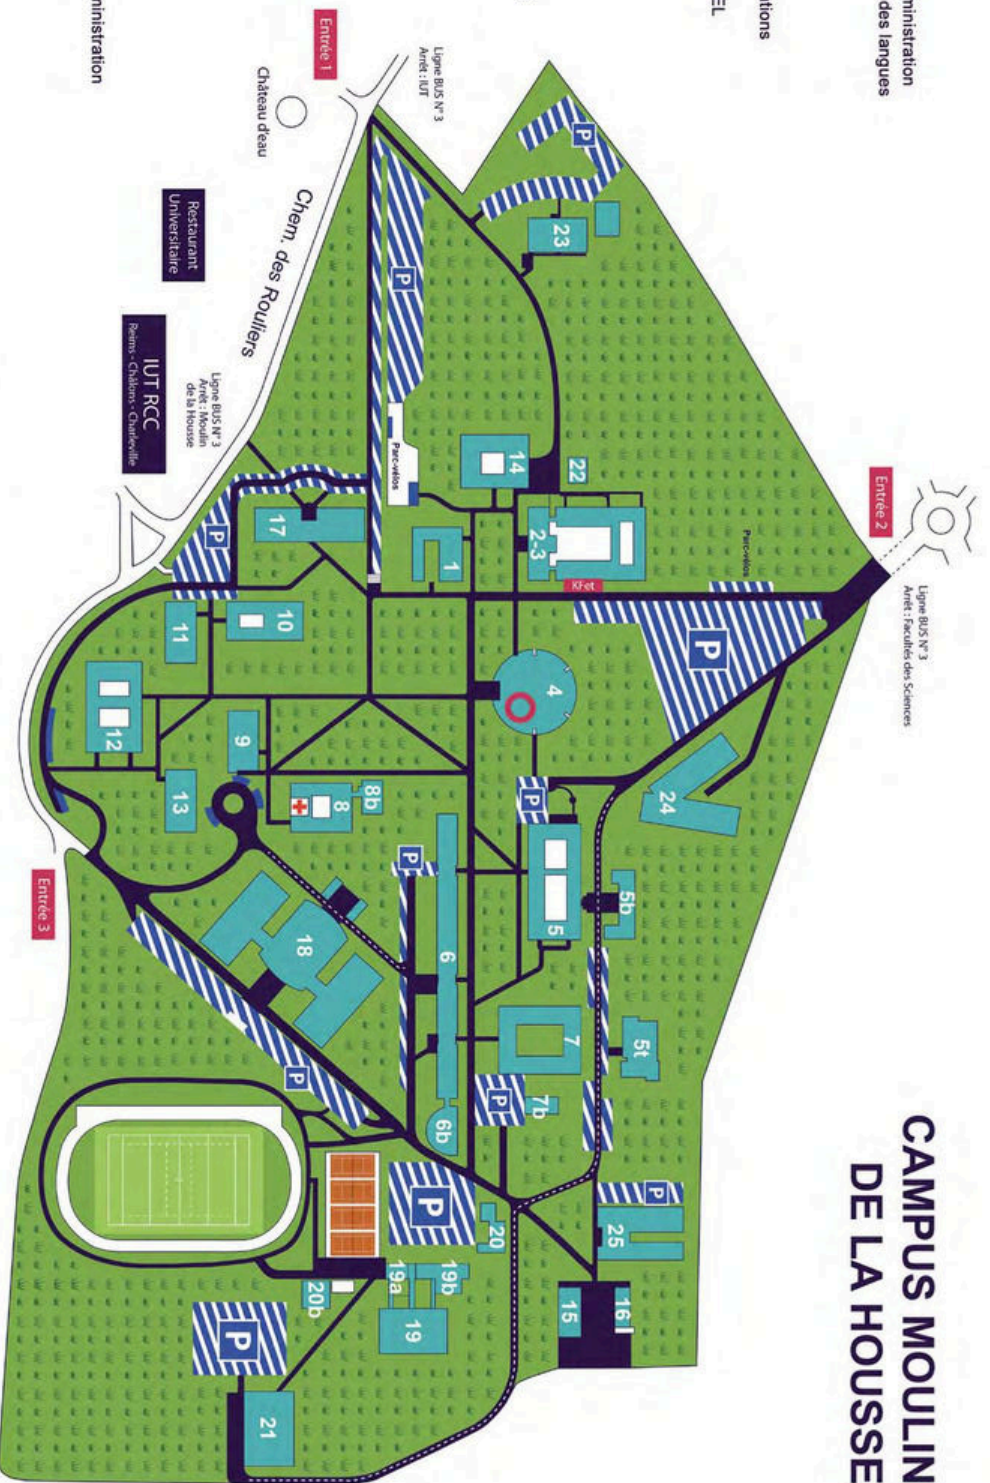 CAMPUS MOULIN
DE LA HOUSSE
ministration
des langues
Ligne BUS N° 3
Arrêt : Facultés des Sciences
Entrée 2
tions
EL
Parc-vélos
P
24
P
5t
5b
16
25
P
22
KFet
15
P
23
2-3
4
P
5
7
7b
14
P
20
1
6
6b
19b
P
Ligne BUS N° 3
Arrêt : IUT
P
Parc-vélos
P
19
19a
8b
8
Entrée 1
Château d'eau
Chem. des Rouliers
17
10
9
18
P
20b
21
P
P
Ligne BUS N° 3
Arrêt : Moulin
de la Housse
11
13
12
Restaurant
Universitaire
IUT RCC
Reims - Châlons - Charleville
Entrée 3
ministration